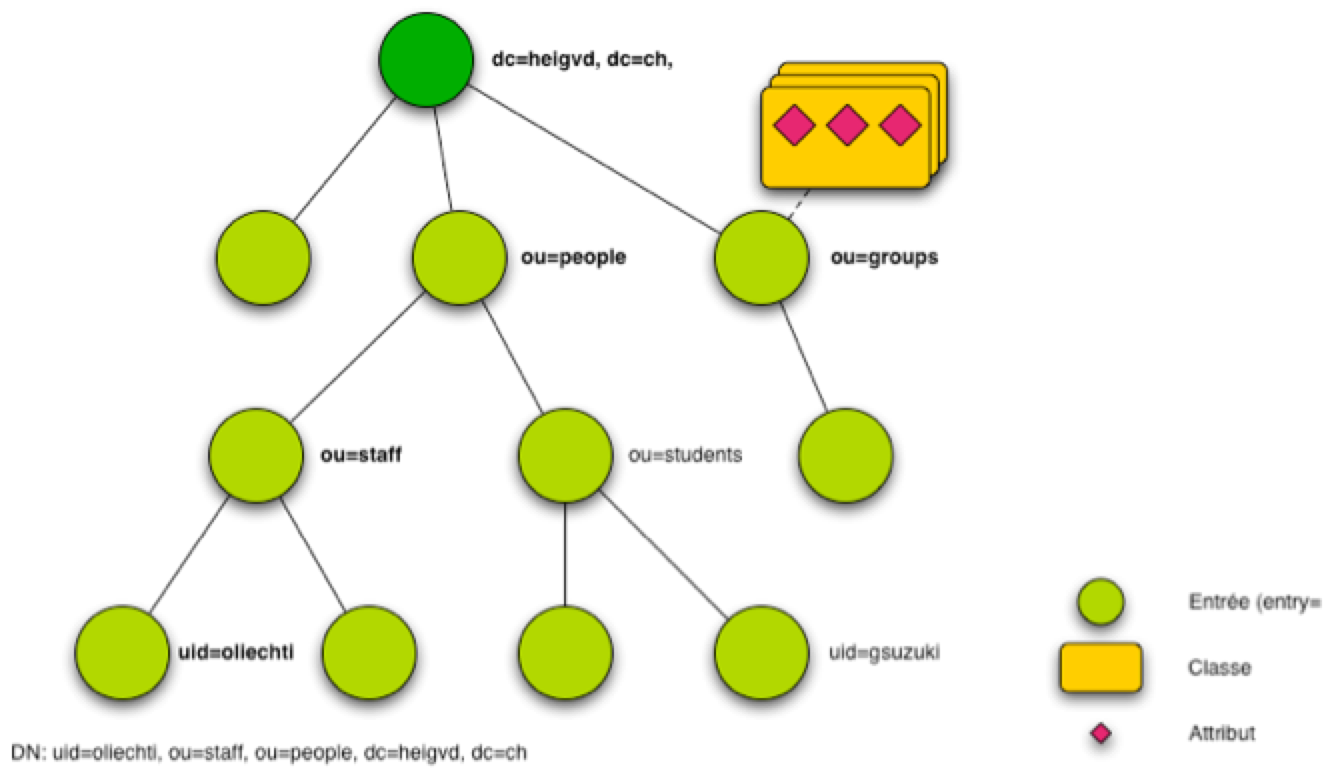 dc=heigvd, dc=ch,
ou=people
ou=groups
ou=staff
ou=students
uid=oliechti
uid=gsuzuki
Entrée (entry=
Classe
Attribut
DN: uid=oliechti, ou=staff, ou=people, dc=heigvd, dc=ch